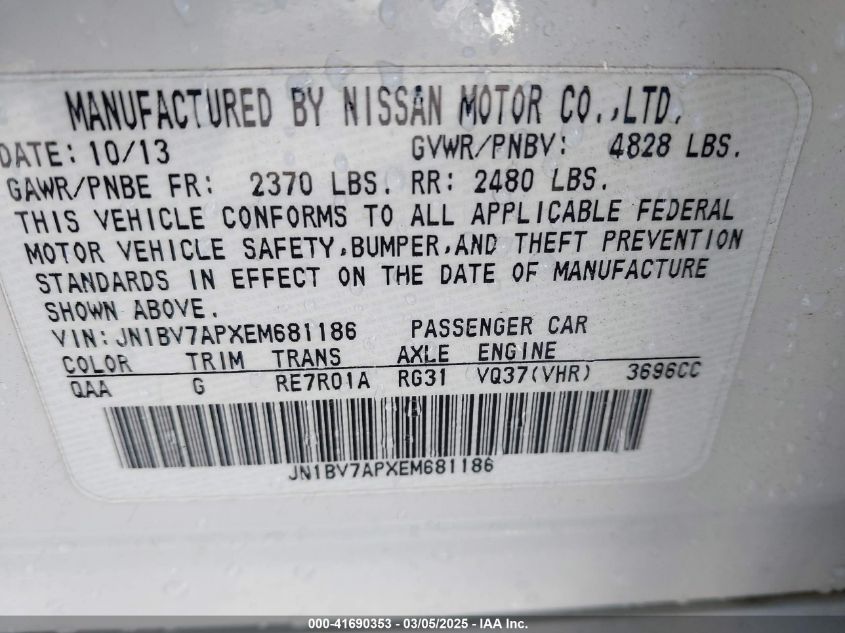 MANUFACTURED BY NISSAN MOTOR CO.,LTD.
DATE: 10/13 GVWR/PNBV: 4828 LBS.
GAWR/PNBE FR: 2370 LBS. RR: 2480 LBS.
THIS VEHICLE CONFORMS TO ALL APPLICABLE FEDERAL
MOTOR VEHICLE SAFETY,BUMPER,AND THEFT PREVENTION
STANDARDS IN EFFECT ON THE DATE OF MANUFACTURE
SHOWN ABOVE.
VIN: JN1BV7APXEM681186 PASSENGER CAR
COLOR TRIM TRANS AXLE ENGINE
QAA G RE7R01A RG31 VQ37(VHR) 3696CC
JN1BV7APXEM681186
000-41690353 - 03/05/2025 - IAA Inc.